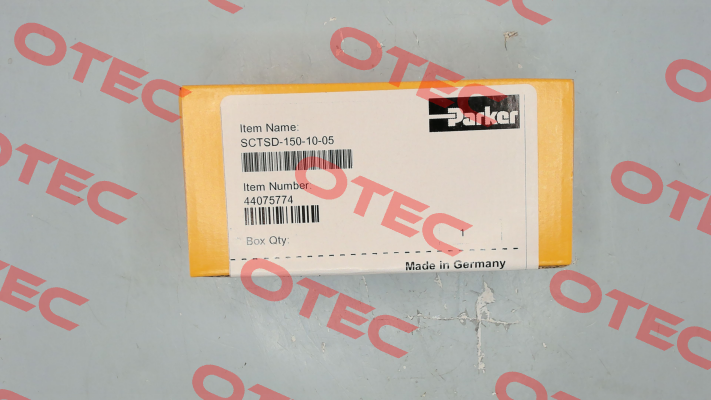 Parker
Item Name:
SCTSD-150-10-05
Item Number:
44075774
Box Qty:
1
Made in Germany
OTEC
OTEC
OTEC
OTEC
OTEC
OTEC
OTEC
OTEC
OTEC
OTEC
OTEC
OTEC
OTEC